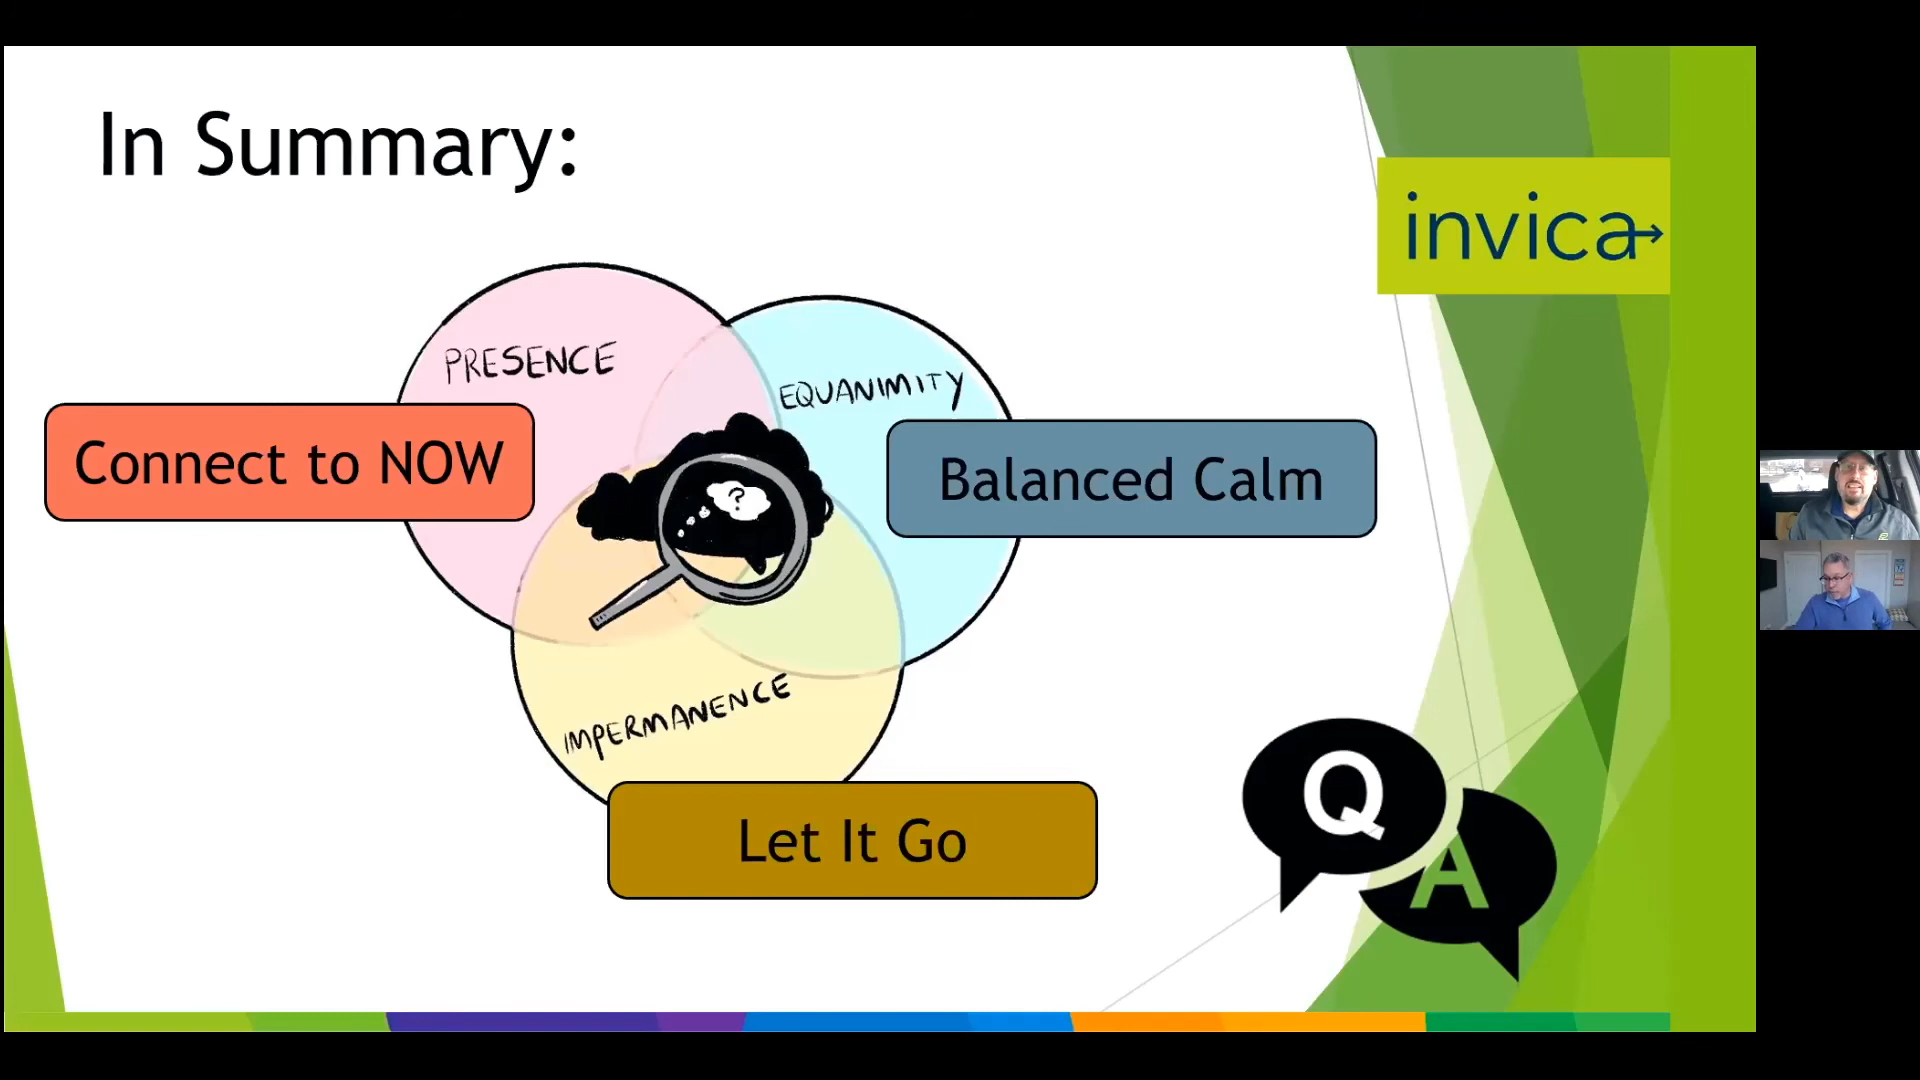 In Summary:
invica
PRESENCE
EQUANIMITY
Connect to NOW
Balanced Calm
?
IMPERMANENCE
Let It Go
Q
A